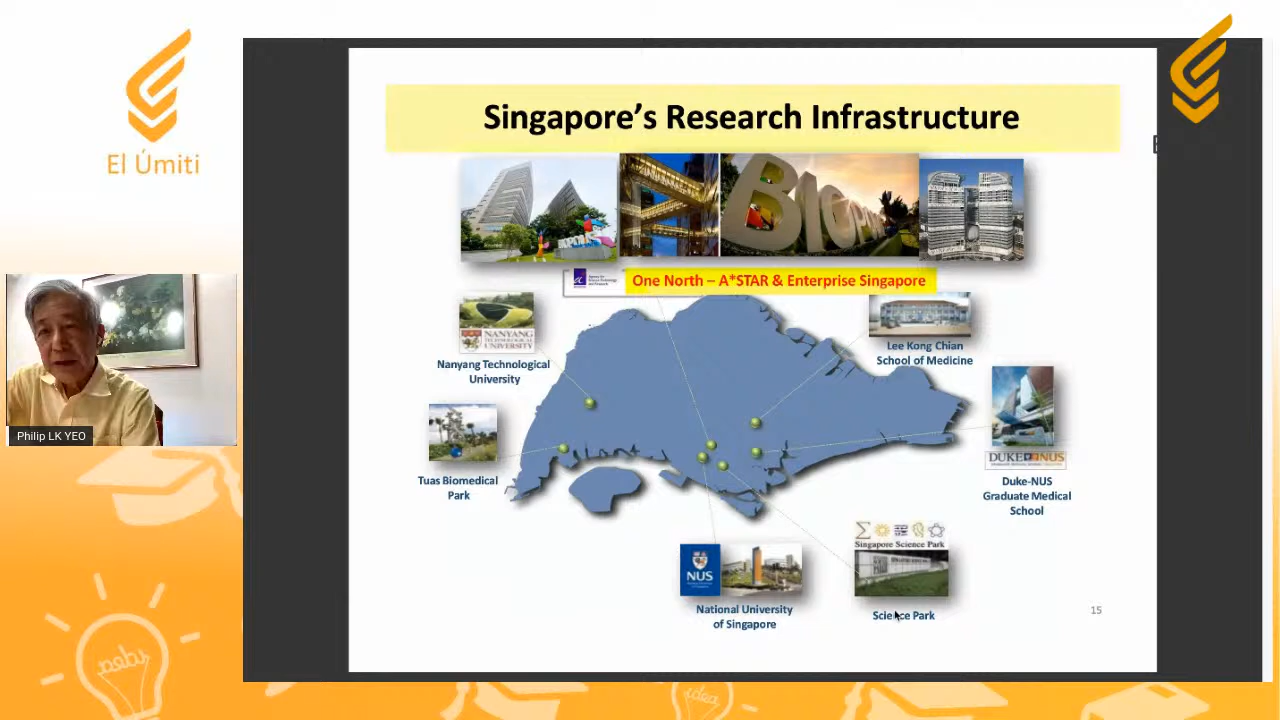 El Úmiti
Philip LK YEO
Singapore's Research Infrastructure
One North – A*STAR & Enterprise Singapore
NANYANG
TECHNOLOGICAL
UNIVERSITY
Nanyang Technological
University
Lee Kong Chian
School of Medicine
Tuas Biomedical
Park
DUKE NUS
Duke-NUS
Graduate Medical
School
NUS
National University
of Singapore
Singapore Science Park
Science Park
15
idea
idea